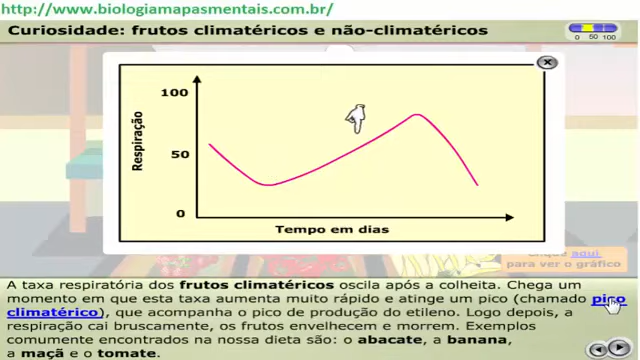 http://www.biologiamapasmentais.com.br/
Curiosidade: frutos climatéricos e não-climatéricos
0 50 100
100
50
0
Respiração
Tempo em dias
Clique aqui
para ver o gráfico
A taxa respiratória dos frutos climatéricos oscila após a colheita. Chega um
momento em que esta taxa aumenta muito rápido e atinge um pico (chamado pico
climatérico), que acompanha o pico de produção do etileno. Logo depois, a
respiração cai bruscamente, os frutos envelhecem e morrem. Exemplos
comumente encontrados na nossa dieta são: o abacate, a banana,
a maçã e o tomate.